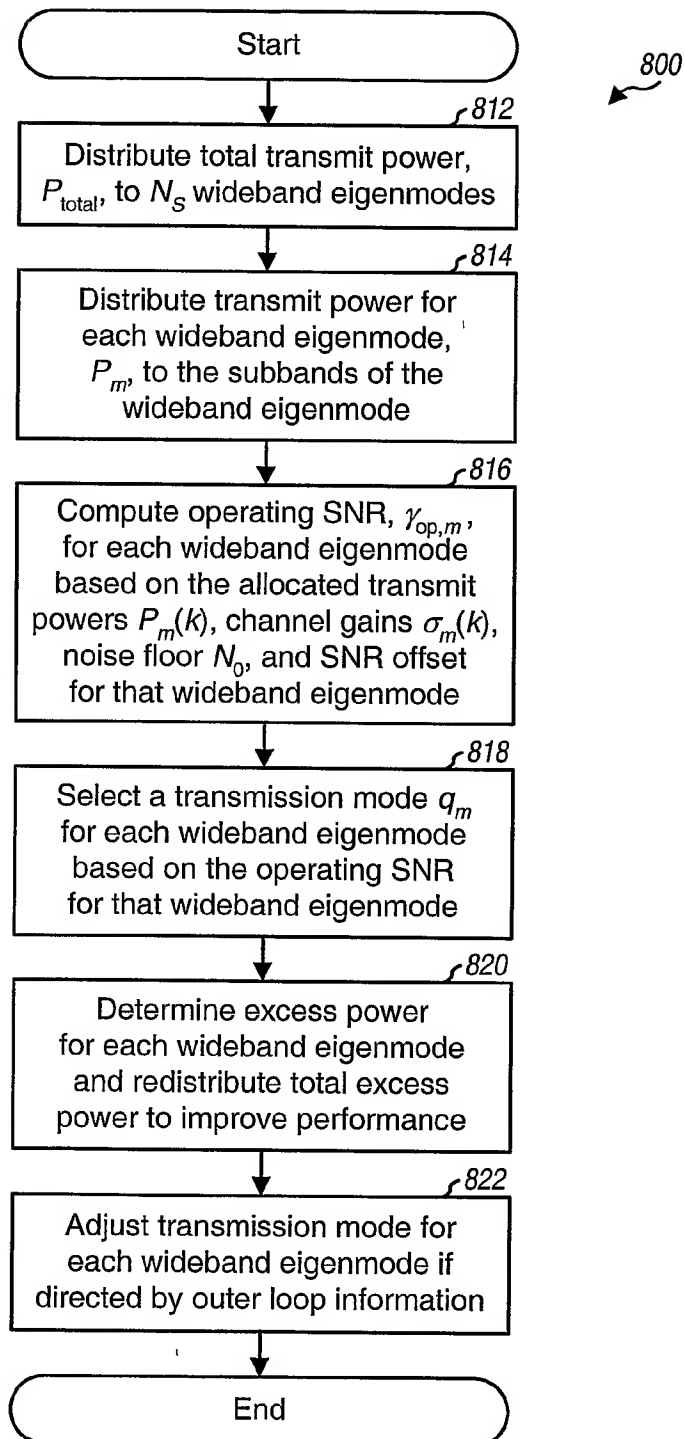 Start
800
812
Distribute total transmit power,
P_total, to N_S wideband eigenmodes
814
Distribute transmit power for
each wideband eigenmode,
P_m, to the subbands of the
wideband eigenmode
816
Compute operating SNR, γ_op,m,
for each wideband eigenmode
based on the allocated transmit
powers P_m(k), channel gains σ_m(k),
noise floor N_0, and SNR offset
for that wideband eigenmode
818
Select a transmission mode q_m
for each wideband eigenmode
based on the operating SNR
for that wideband eigenmode
820
Determine excess power
for each wideband eigenmode
and redistribute total excess
power to improve performance
822
Adjust transmission mode for
each wideband eigenmode if
directed by outer loop information
End